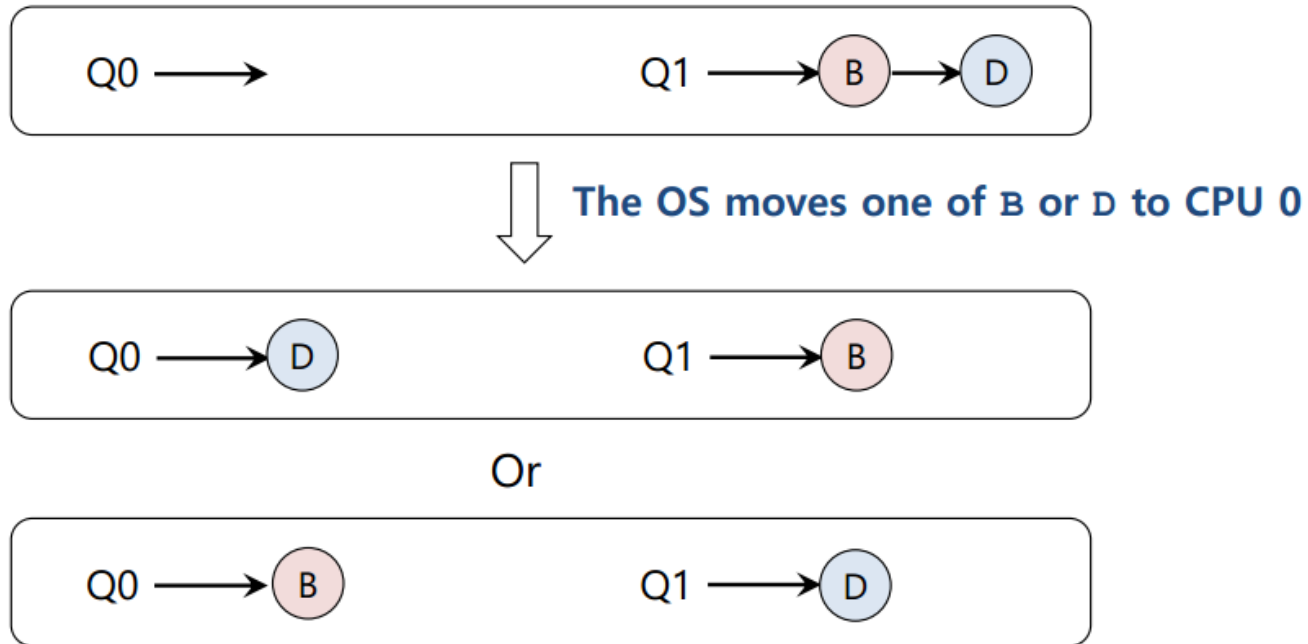 Q0 Q1 B D
The OS moves one of B or D to CPU 0
Q0 D Q1 B
Or
Q0 B Q1 D